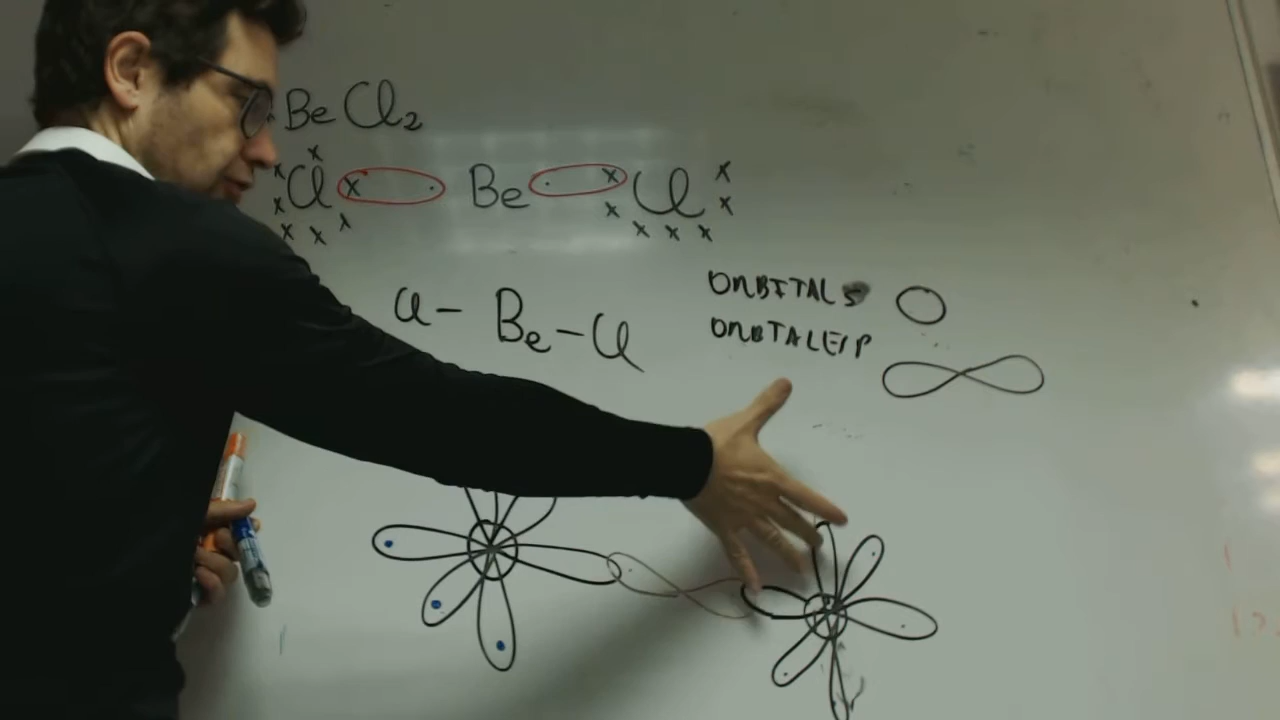 BeCl₂
Cl Be Cl
Cl – Be – Cl
ORBITAL S
ORBITALE/P